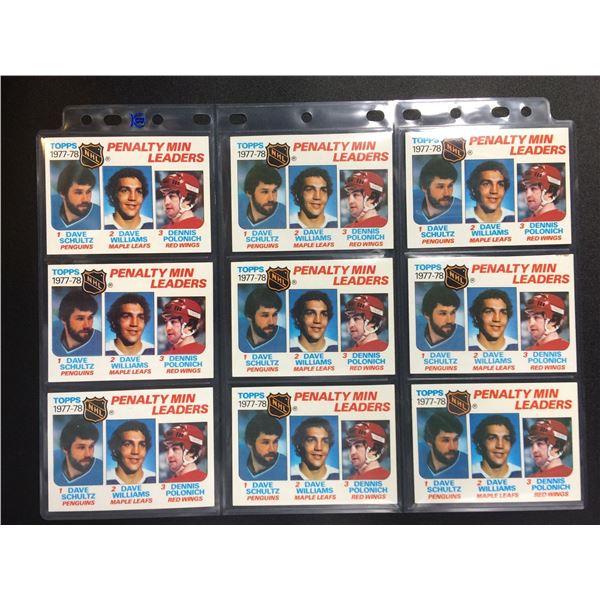 TOPPS PENALTY MIN
1977-78 NHL ® LEADERS
1 DAVE 2 DAVE 3 DENNIS
SCHULTZ WILLIAMS POLONICH
PENGUINS MAPLE LEAFS RED WINGS
TOPPS PENALTY MIN
1977-78 NHL ® LEADERS
1 DAVE 2 DAVE 3 DENNIS
SCHULTZ WILLIAMS POLONICH
PENGUINS MAPLE LEAFS RED WINGS
TOPPS PENALTY MIN
1977-78 NHL ® LEADERS
1 DAVE 2 DAVE 3 DENNIS
SCHULTZ WILLIAMS POLONICH
PENGUINS MAPLE LEAFS RED WINGS
TOPPS PENALTY MIN
1977-78 NHL ® LEADERS
1 DAVE 2 DAVE 3 DENNIS
SCHULTZ WILLIAMS POLONICH
PENGUINS MAPLE LEAFS RED WINGS
TOPPS PENALTY MIN
1977-78 NHL ® LEADERS
1 DAVE 2 DAVE 3 DENNIS
SCHULTZ WILLIAMS POLONICH
PENGUINS MAPLE LEAFS RED WINGS
TOPPS PENALTY MIN
1977-78 NHL ® LEADERS
1 DAVE 2 DAVE 3 DENNIS
SCHULTZ WILLIAMS POLONICH
PENGUINS MAPLE LEAFS RED WINGS
TOPPS PENALTY MIN
1977-78 NHL ® LEADERS
1 DAVE 2 DAVE 3 DENNIS
SCHULTZ WILLIAMS POLONICH
PENGUINS MAPLE LEAFS RED WINGS
TOPPS PENALTY MIN
1977-78 NHL ® LEADERS
1 DAVE 2 DAVE 3 DENNIS
SCHULTZ WILLIAMS POLONICH
PENGUINS MAPLE LEAFS RED WINGS
TOPPS PENALTY MIN
1977-78 NHL ® LEADERS
1 DAVE 2 DAVE 3 DENNIS
SCHULTZ WILLIAMS POLONICH
PENGUINS MAPLE LEAFS RED WINGS